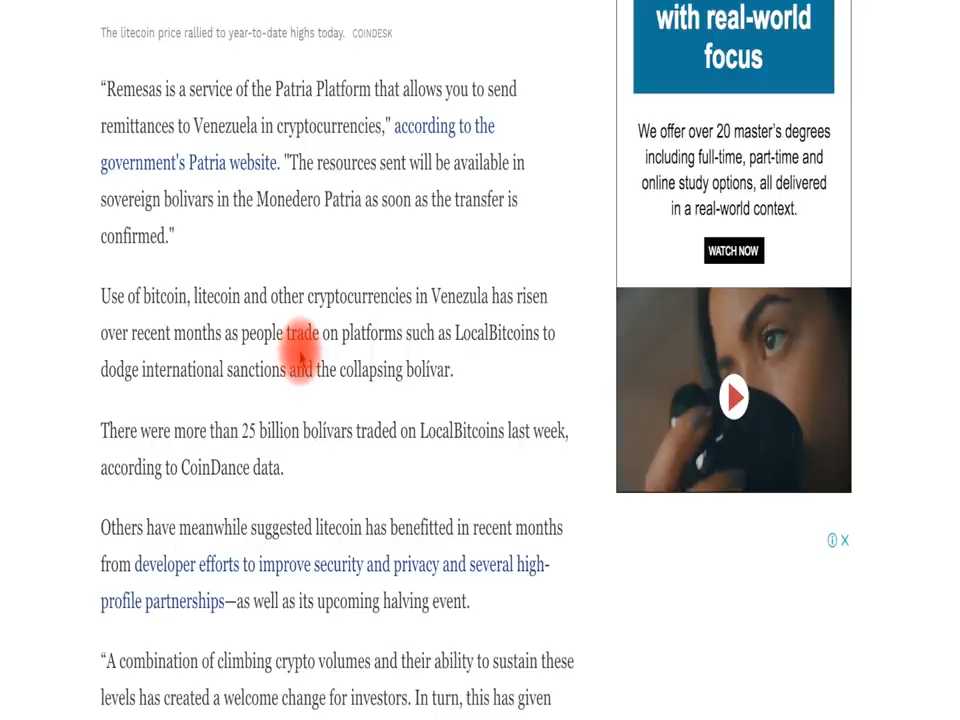 The litecoin price rallied to year-to-date highs today. COINDESK
“Remesas is a service of the Patria Platform that allows you to send
remittances to Venezuela in cryptocurrencies," according to the
government's Patria website. "The resources sent will be available in
sovereign bolivars in the Monedero Patria as soon as the transfer is
confirmed."
Use of bitcoin, litecoin and other cryptocurrencies in Venezula has risen
over recent months as people trade on platforms such as LocalBitcoins to
dodge international sanctions and the collapsing bolívar.
There were more than 25 billion bolívars traded on LocalBitcoins last week,
according to CoinDance data.
Others have meanwhile suggested litecoin has benefitted in recent months
from developer efforts to improve security and privacy and several high-
profile partnerships—as well as its upcoming halving event.
“A combination of climbing crypto volumes and their ability to sustain these
levels has created a welcome change for investors. In turn, this has given
with real-world
focus
We offer over 20 master's degrees
including full-time, part-time and
online study options, all delivered
in a real-world context.
WATCH NOW